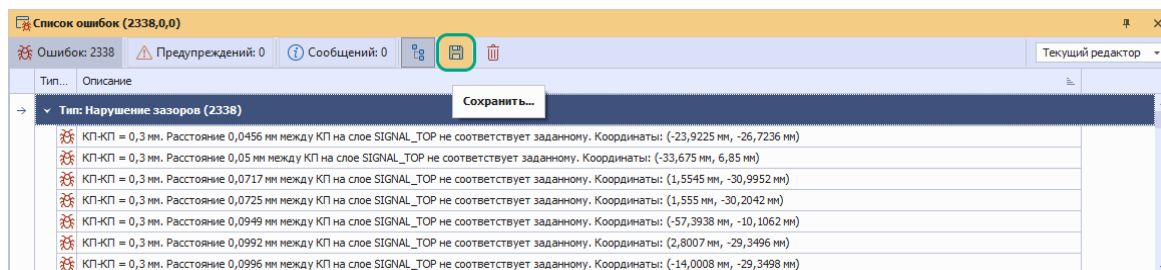 Список ошибок (2338,0,0)
Ошибок: 2338 Предупреждений: 0 Сообщений: 0 Текущий редактор
Тип... Описание
Сохранить...
Тип: Нарушение зазоров (2338)
КП-КП = 0,3 мм. Расстояние 0,0456 мм между КП на слое SIGNAL_TOP не соответствует заданному. Координаты: (-23,9225 мм, -26,7236 мм)
КП-КП = 0,3 мм. Расстояние 0,05 мм между КП на слое SIGNAL_TOP не соответствует заданному. Координаты: (-33,675 мм, 6,85 мм)
КП-КП = 0,3 мм. Расстояние 0,0717 мм между КП на слое SIGNAL_TOP не соответствует заданному. Координаты: (1,5545 мм, -30,9952 мм)
КП-КП = 0,3 мм. Расстояние 0,0725 мм между КП на слое SIGNAL_TOP не соответствует заданному. Координаты: (1,555 мм, -30,2042 мм)
КП-КП = 0,3 мм. Расстояние 0,0949 мм между КП на слое SIGNAL_TOP не соответствует заданному. Координаты: (-57,3938 мм, -10,1062 мм)
КП-КП = 0,3 мм. Расстояние 0,0992 мм между КП на слое SIGNAL_TOP не соответствует заданному. Координаты: (2,8007 мм, -29,3496 мм)
КП-КП = 0,3 мм. Расстояние 0,0996 мм между КП на слое SIGNAL_TOP не соответствует заданному. Координаты: (-14,0008 мм, -29,3498 мм)